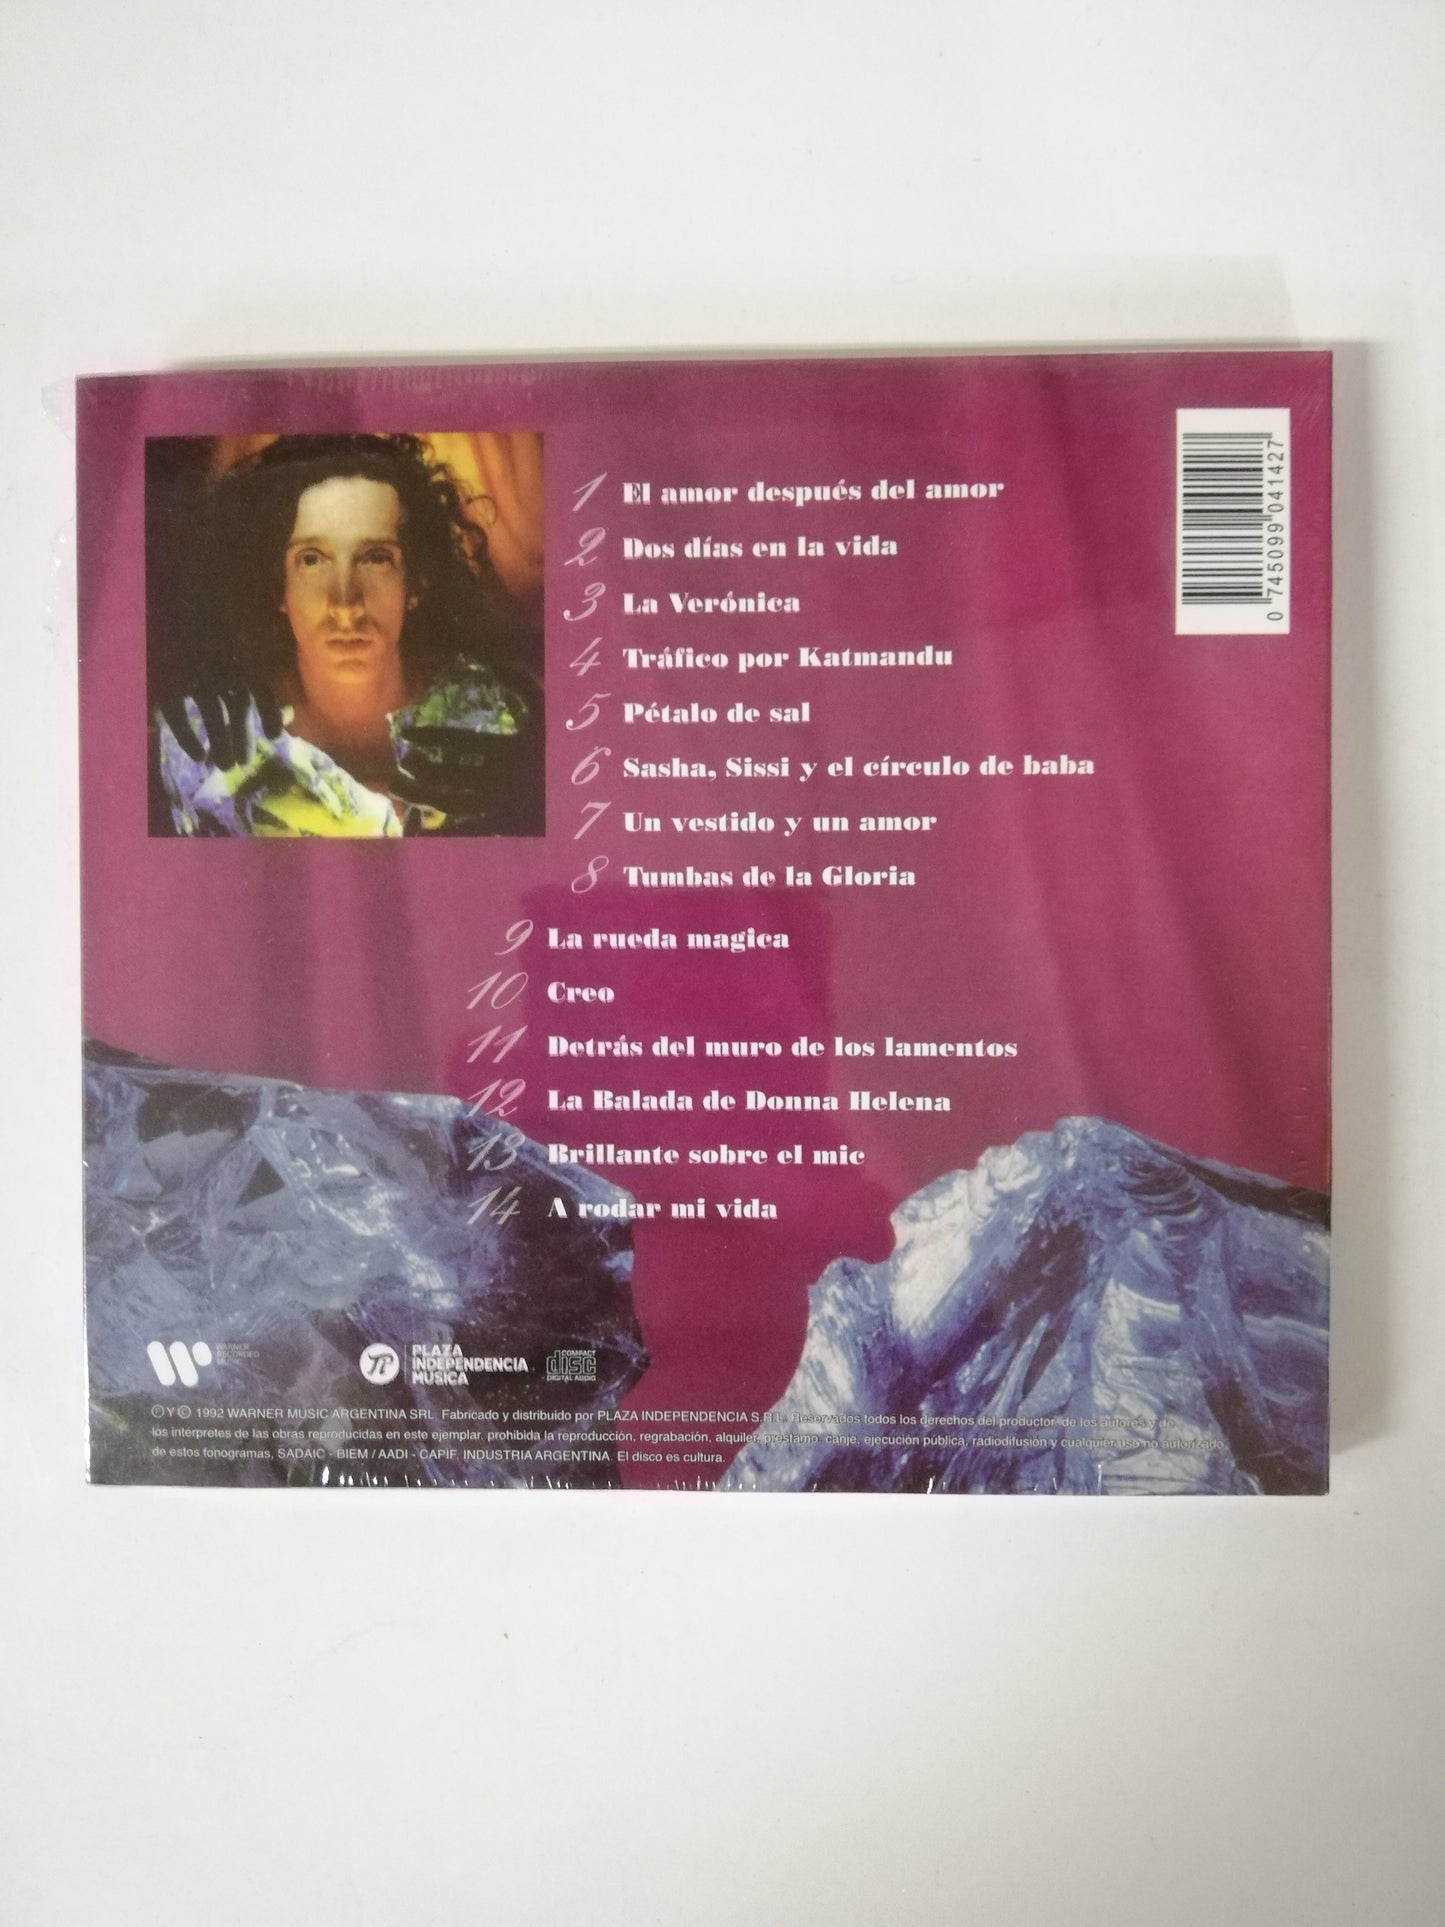 1 El amor después del amor
2 Dos días en la vida
3 La Verónica
4 Tráfico por Katmandu
5 Pétalo de sal
6 Sasha, Sissi y el círculo de baba
7 Un vestido y un amor
8 Tumbas de la Gloria
9 La rueda magica
10 Creo
11 Detrás del muro de los lamentos
12 La Balada de Donna Helena
13 Brillante sobre el mic
14 A rodar mi vida
0 745099 041427
WARNER
RECORDED
MUSIC
TP
PLAZA
INDEPENDENCIA
MÚSICA
COMPACT
disc
DIGITAL AUDIO
Ⓟ Y © 1992 WARNER MUSIC ARGENTINA SRL. Fabricado y distribuido por PLAZA INDEPENDENCIA S.R.L. Reservados todos los derechos del productor, de los autores y de
los intérpretes de las obras reproducidas en este ejemplar, prohibida la reproducción, regrabación, alquiler, préstamo, canje, ejecución pública, radiodifusión y cualquier uso no autorizado
de estos fonogramas, SADAIC - BIEM / AADI - CAPIF. INDUSTRIA ARGENTINA. El disco es cultura.